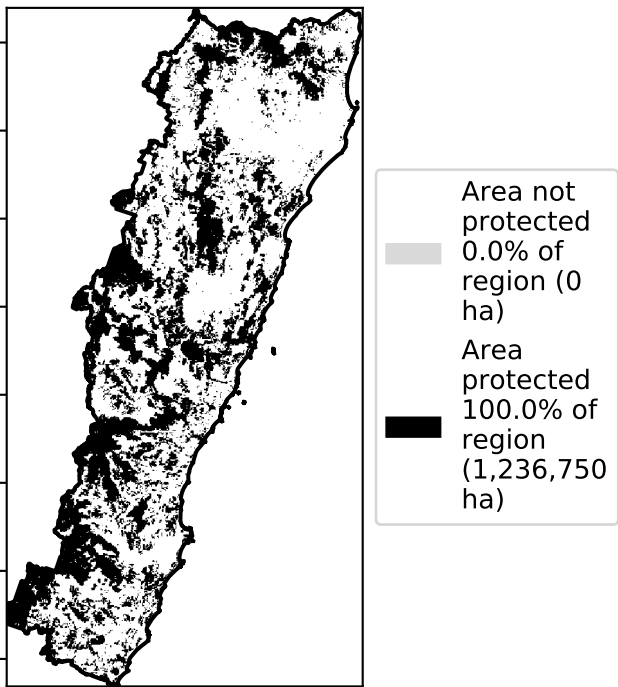 Area not
protected
0.0% of
region (0
ha)
Area
protected
100.0% of
region
(1,236,750
ha)